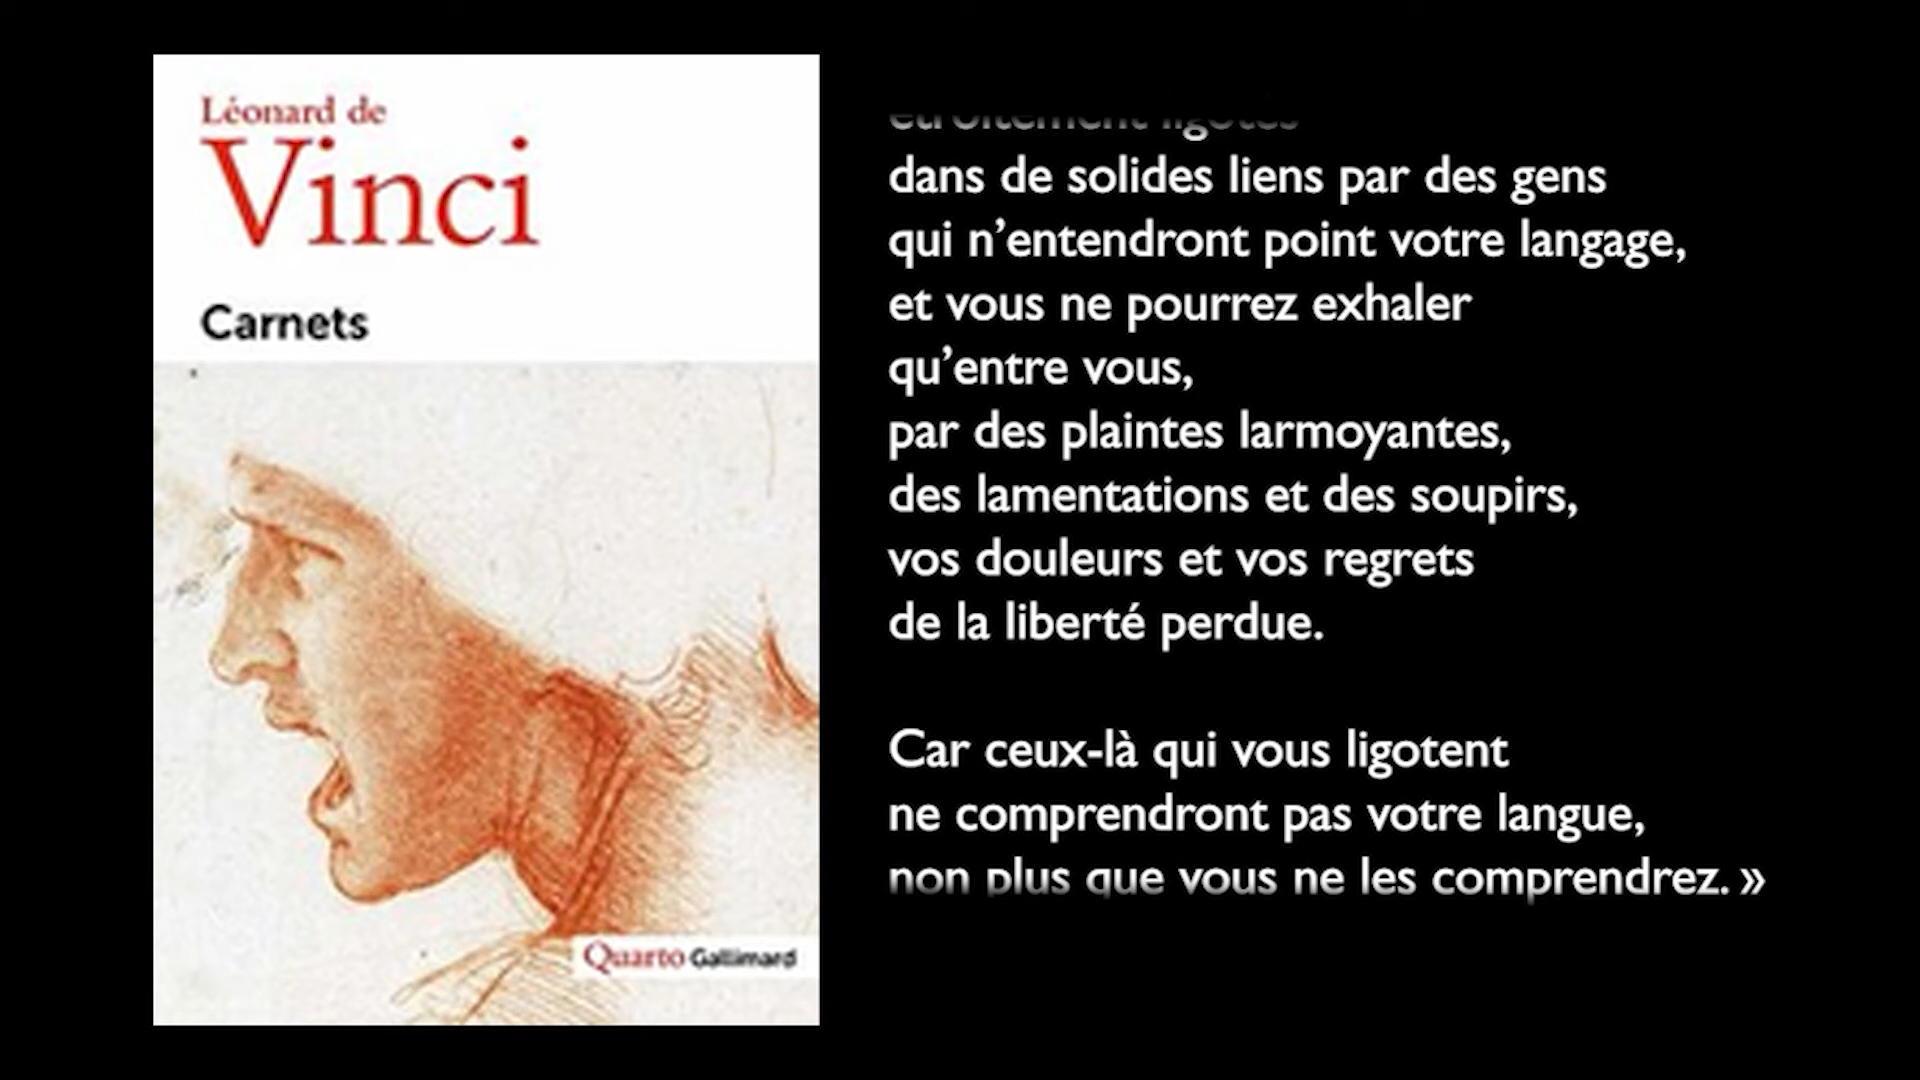 Léonard de
Vinci
Carnets
Quarto Gallimard
étroitement ligotés
dans de solides liens par des gens
qui n’entendront point votre langage,
et vous ne pourrez exhaler
qu’entre vous,
par des plaintes larmoyantes,
des lamentations et des soupirs,
vos douleurs et vos regrets
de la liberté perdue.
Car ceux-là qui vous ligotent
ne comprendront pas votre langue,
non plus que vous ne les comprendrez. »